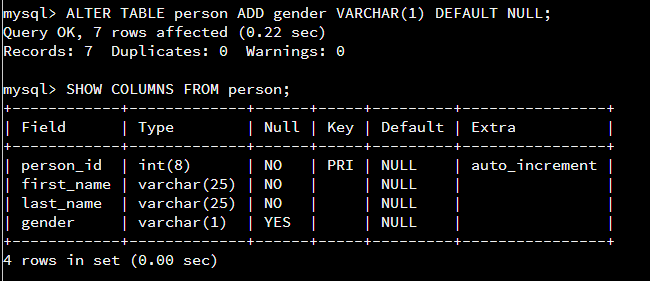 mysql> ALTER TABLE person ADD gender VARCHAR(1) DEFAULT NULL;
Query OK, 7 rows affected (0.22 sec)
Records: 7  Duplicates: 0  Warnings: 0

mysql> SHOW COLUMNS FROM person;
+------------+-------------+------+-----+---------+----------------+
| Field      | Type        | Null | Key | Default | Extra          |
+------------+-------------+------+-----+---------+----------------+
| person_id  | int(8)      | NO   | PRI | NULL    | auto_increment |
| first_name | varchar(25) | NO   |     | NULL    |                |
| last_name  | varchar(25) | NO   |     | NULL    |                |
| gender     | varchar(1)  | YES  |     | NULL    |                |
+------------+-------------+------+-----+---------+----------------+
4 rows in set (0.00 sec)